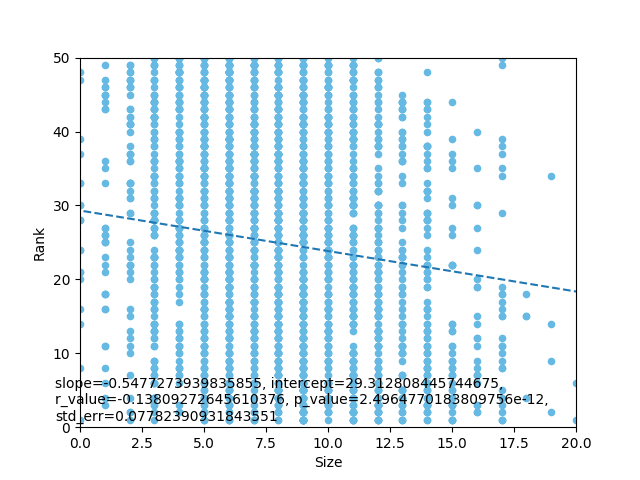 50
40
30
20
10
0
Rank
slope=-0.5477273939835855, intercept=29.312808445744675,
r_value=-0.13809272645610376, p_value=2.4964770183809756e-12,
std_err=0.07782390931843551
0.0 2.5 5.0 7.5 10.0 12.5 15.0 17.5 20.0
Size